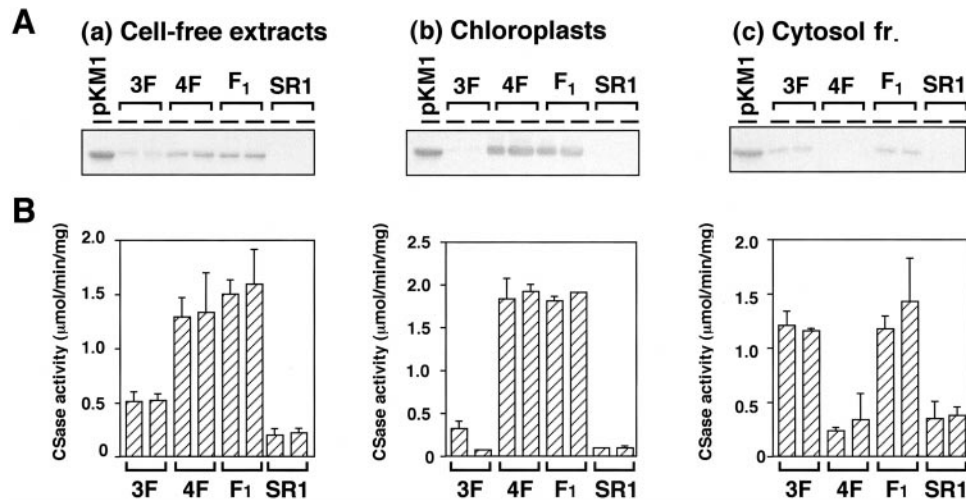 A
(a) Cell-free extracts
(b) Chloroplasts
(c) Cytosol fr.
pKM1 3F 4F F1 SR1
pKM1 3F 4F F1 SR1
pKM1 3F 4F F1 SR1
B
CSase activity (μmol/min/mg)
2.0
1.5
1.0
0.5
0
3F 4F F1 SR1
CSase activity (μmol/min/mg)
2.5
2.0
1.5
1.0
0.5
0
3F 4F F1 SR1
CSase activity (μmol/min/mg)
2.0
1.5
1.0
0.5
0
3F 4F F1 SR1